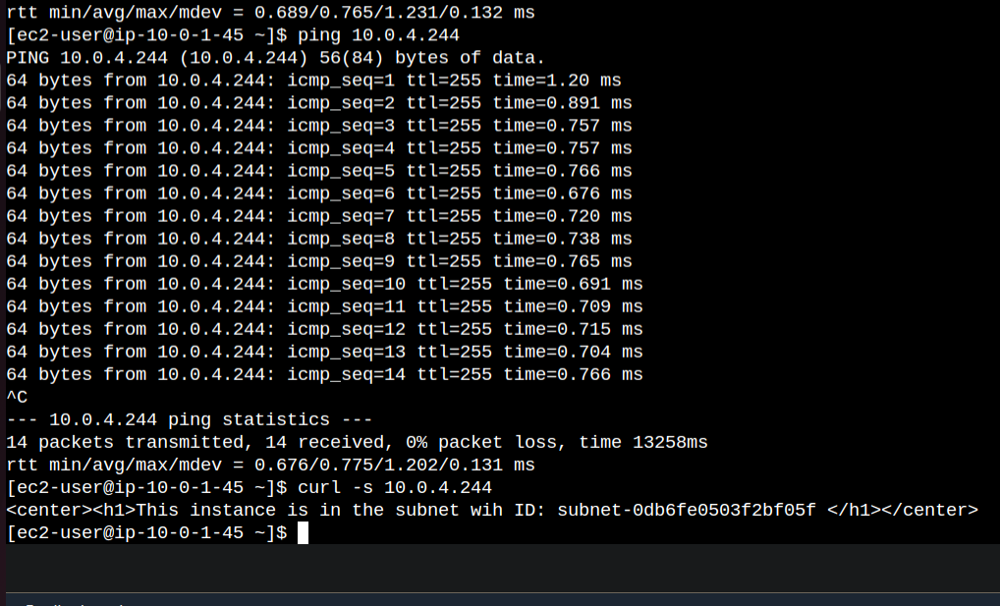 rtt min/avg/max/mdev = 0.689/0.765/1.231/0.132 ms
[ec2-user@ip-10-0-1-45 ~]$ ping 10.0.4.244
PING 10.0.4.244 (10.0.4.244) 56(84) bytes of data.
64 bytes from 10.0.4.244: icmp_seq=1 ttl=255 time=1.20 ms
64 bytes from 10.0.4.244: icmp_seq=2 ttl=255 time=0.891 ms
64 bytes from 10.0.4.244: icmp_seq=3 ttl=255 time=0.757 ms
64 bytes from 10.0.4.244: icmp_seq=4 ttl=255 time=0.757 ms
64 bytes from 10.0.4.244: icmp_seq=5 ttl=255 time=0.766 ms
64 bytes from 10.0.4.244: icmp_seq=6 ttl=255 time=0.676 ms
64 bytes from 10.0.4.244: icmp_seq=7 ttl=255 time=0.720 ms
64 bytes from 10.0.4.244: icmp_seq=8 ttl=255 time=0.738 ms
64 bytes from 10.0.4.244: icmp_seq=9 ttl=255 time=0.765 ms
64 bytes from 10.0.4.244: icmp_seq=10 ttl=255 time=0.691 ms
64 bytes from 10.0.4.244: icmp_seq=11 ttl=255 time=0.709 ms
64 bytes from 10.0.4.244: icmp_seq=12 ttl=255 time=0.715 ms
64 bytes from 10.0.4.244: icmp_seq=13 ttl=255 time=0.704 ms
64 bytes from 10.0.4.244: icmp_seq=14 ttl=255 time=0.766 ms
^C
--- 10.0.4.244 ping statistics ---
14 packets transmitted, 14 received, 0% packet loss, time 13258ms
rtt min/avg/max/mdev = 0.676/0.775/1.202/0.131 ms
[ec2-user@ip-10-0-1-45 ~]$ curl -s 10.0.4.244
<center><h1>This instance is in the subnet wih ID: subnet-0db6fe0503f2bf05f </h1></center>
[ec2-user@ip-10-0-1-45 ~]$